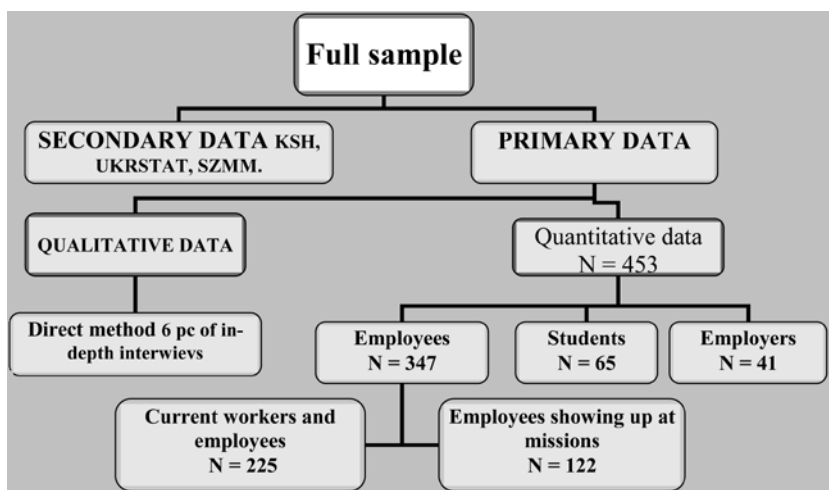 Full sample
SECONDARY DATA KSH,
UKRSTAT, SZMM.
PRIMARY DATA
QUALITATIVE DATA
Quantitative data
N = 453
Direct method 6 pc of in-
depth interwievs
Employees
N = 347
Students
N = 65
Employers
N = 41
Current workers and
employees
N = 225
Employees showing up at
missions
N = 122